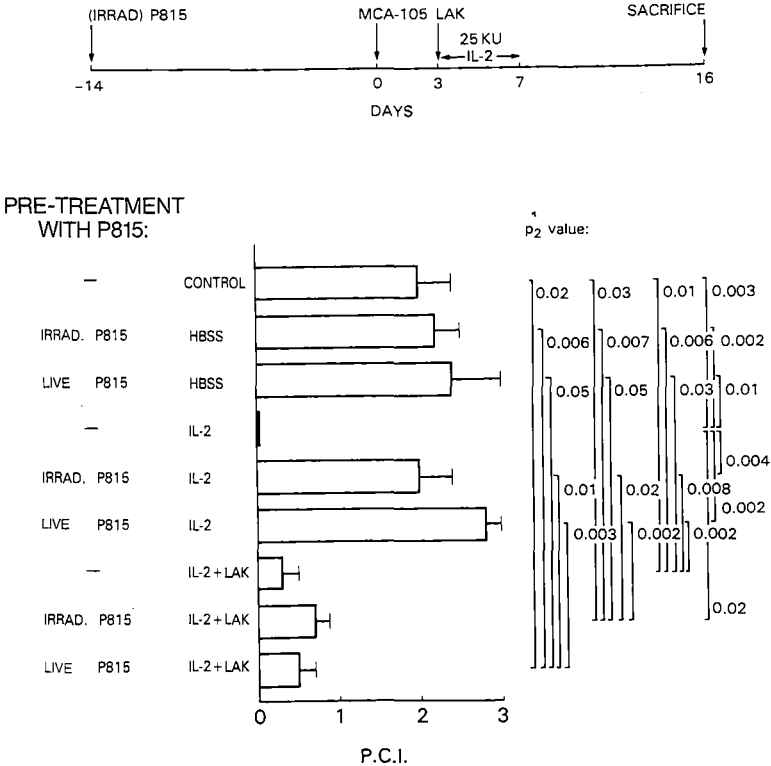 (IRRAD) P815 MCA-105 LAK SACRIFICE
25 KU
IL-2
-14 0 3 7 16
DAYS
PRE-TREATMENT
WITH P815:
p2 value:
— CONTROL
IRRAD. P815 HBSS
LIVE P815 HBSS
— IL-2
IRRAD. P815 IL-2
LIVE P815 IL-2
— IL-2+LAK
IRRAD. P815 IL-2+LAK
LIVE P815 IL-2+LAK
0.02 0.03 0.01 0.003
0.006 0.007 0.006 0.002
0.05 0.05 0.03 0.01
0.004
0.01 0.02 0.008
0.002
0.003 0.002 0.002
0.02
0 1 2 3
P.C.I.